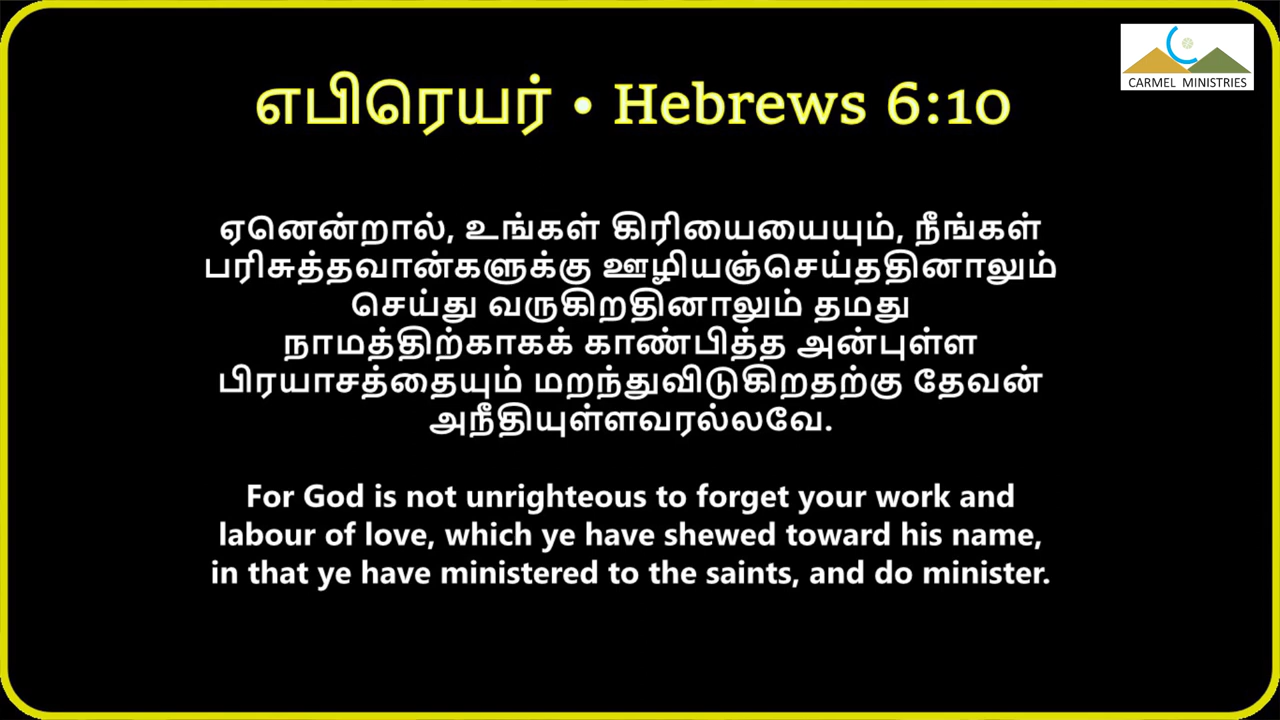 CARMEL MINISTRIES
எபிரெயர் • Hebrews 6:10
ஏனென்றால், உங்கள் கிரியையையும், நீங்கள்
பரிசுத்தவான்களுக்கு ஊழியஞ்செய்ததினாலும்
செய்து வருகிறதினாலும் தமது
நாமத்திற்காகக் காண்பித்த அன்புள்ள
பிரயாசத்தையும் மறந்துவிடுகிறதற்கு தேவன்
அநீதியுள்ளவரல்லவே.
For God is not unrighteous to forget your work and
labour of love, which ye have shewed toward his name,
in that ye have ministered to the saints, and do minister.